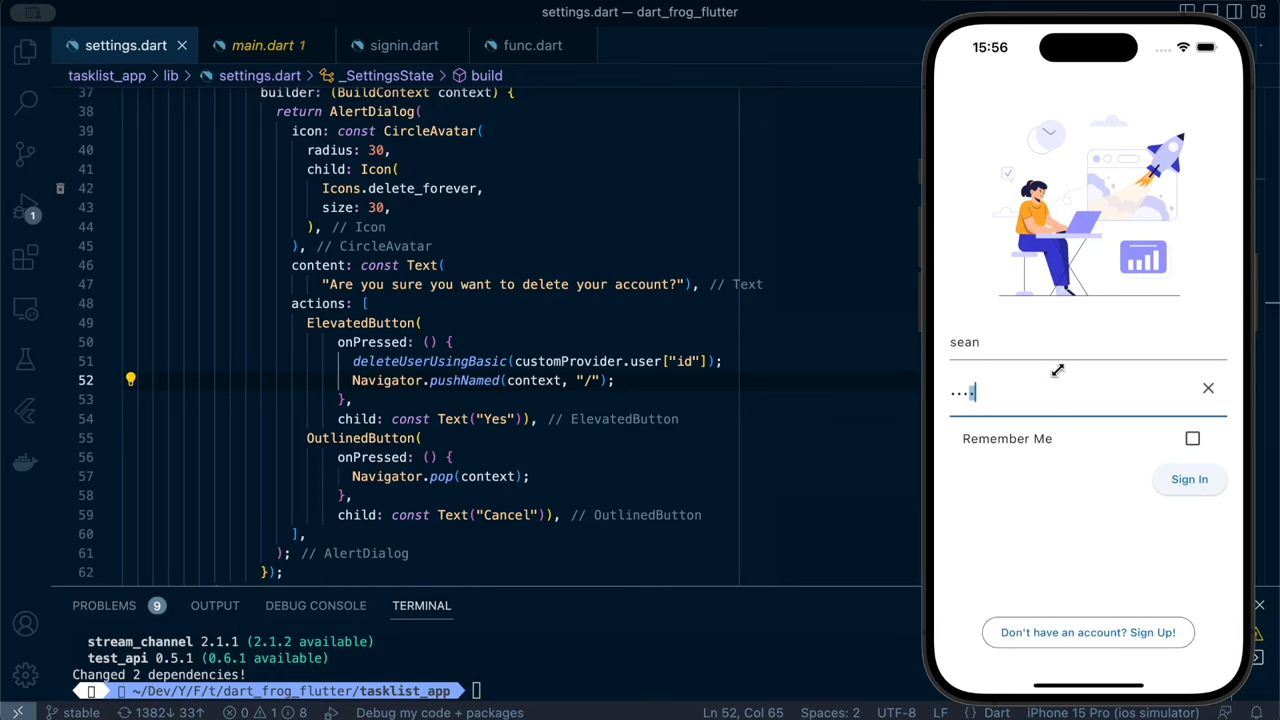 settings.dart — dart_frog_flutter
settings.dart
main.dart 1
signin.dart
func.dart
tasklist_app > lib > settings.dart > _SettingsState > build
37 builder: (BuildContext context) {
38 return AlertDialog(
39 icon: const CircleAvatar(
40 radius: 30,
41 child: Icon(
42 Icons.delete_forever,
43 size: 30,
44 ), // Icon
45 ), // CircleAvatar
46 content: const Text(
47 "Are you sure you want to delete your account?"), // Text
48 actions: [
49 ElevatedButton(
50 onPressed: () {
51 deleteUserUsingBasic(customProvider.user["id"]);
52 Navigator.pushNamed(context, "/");
53 },
54 child: const Text("Yes")), // ElevatedButton
55 OutlinedButton(
56 onPressed: () {
57 Navigator.pop(context);
58 },
59 child: const Text("Cancel")), // OutlinedButton
60 ],
61 ); // AlertDialog
62 });
1
PROBLEMS 9 OUTPUT DEBUG CONSOLE TERMINAL
stream_channel 2.1.1 (2.1.2 available)
test_api 0.5.1 (0.6.1 available)
Changed 2 dependencies!
~/Dev/Y/F/t/dart_frog_flutter/tasklist_app
stable 1382↓ 33↑ 0 1 8 Debug my code + packages Ln 52, Col 65 Spaces: 2 UTF-8 LF {} Dart iPhone 15 Pro (ios simulator)
15:56
sean
Remember Me
Sign In
Don't have an account? Sign Up!